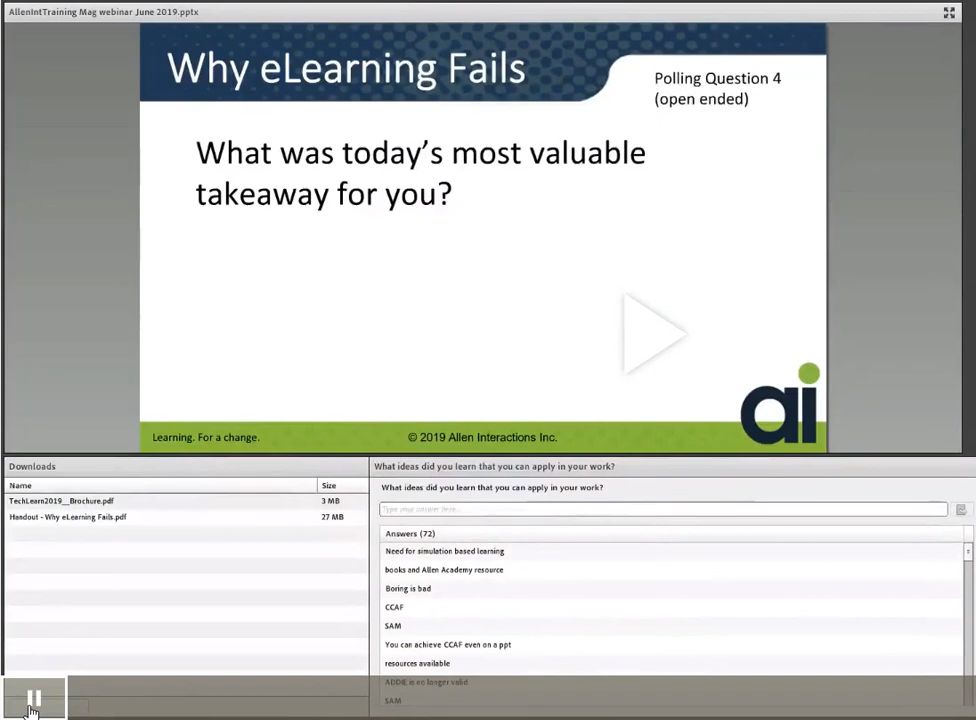 AllenIntTraining Mag webinar June 2019.pptx
Why eLearning Fails
Polling Question 4
(open ended)
What was today's most valuable
takeaway for you?
ai
Learning. For a change.
© 2019 Allen Interactions Inc.
Downloads
Name
Size
TechLearn2019__Brochure.pdf
3 MB
Handout - Why eLearning Fails.pdf
27 MB
What ideas did you learn that you can apply in your work?
What ideas did you learn that you can apply in your work?
Type your answer here...
Answers (72)
Need for simulation based learning
books and Allen Academy resource
Boring is bad
CCAF
SAM
You can achieve CCAF even on a ppt
resources available
ADDIE is no longer valid
SAM